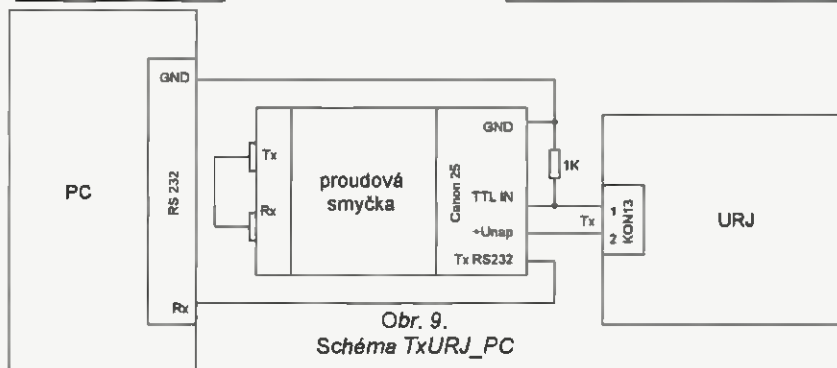 GND
PC
RS 232
Rx
Tx
Rx
proudová
smyčka
Canon 25
GND
TTL IN
+Unap
Tx RS232
1K
Tx
1
2
KON13
URJ
Obr. 9.
Schéma TxURJ_PC